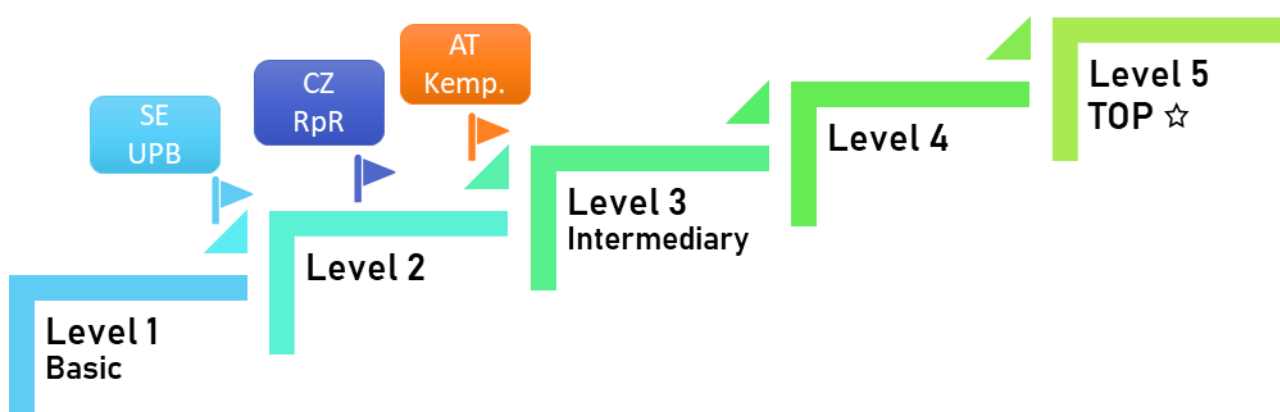 SE
UPB
CZ
RpR
AT
Kemp.
Level 1
Basic
Level 2
Level 3
Intermediary
Level 4
Level 5
TOP ☆